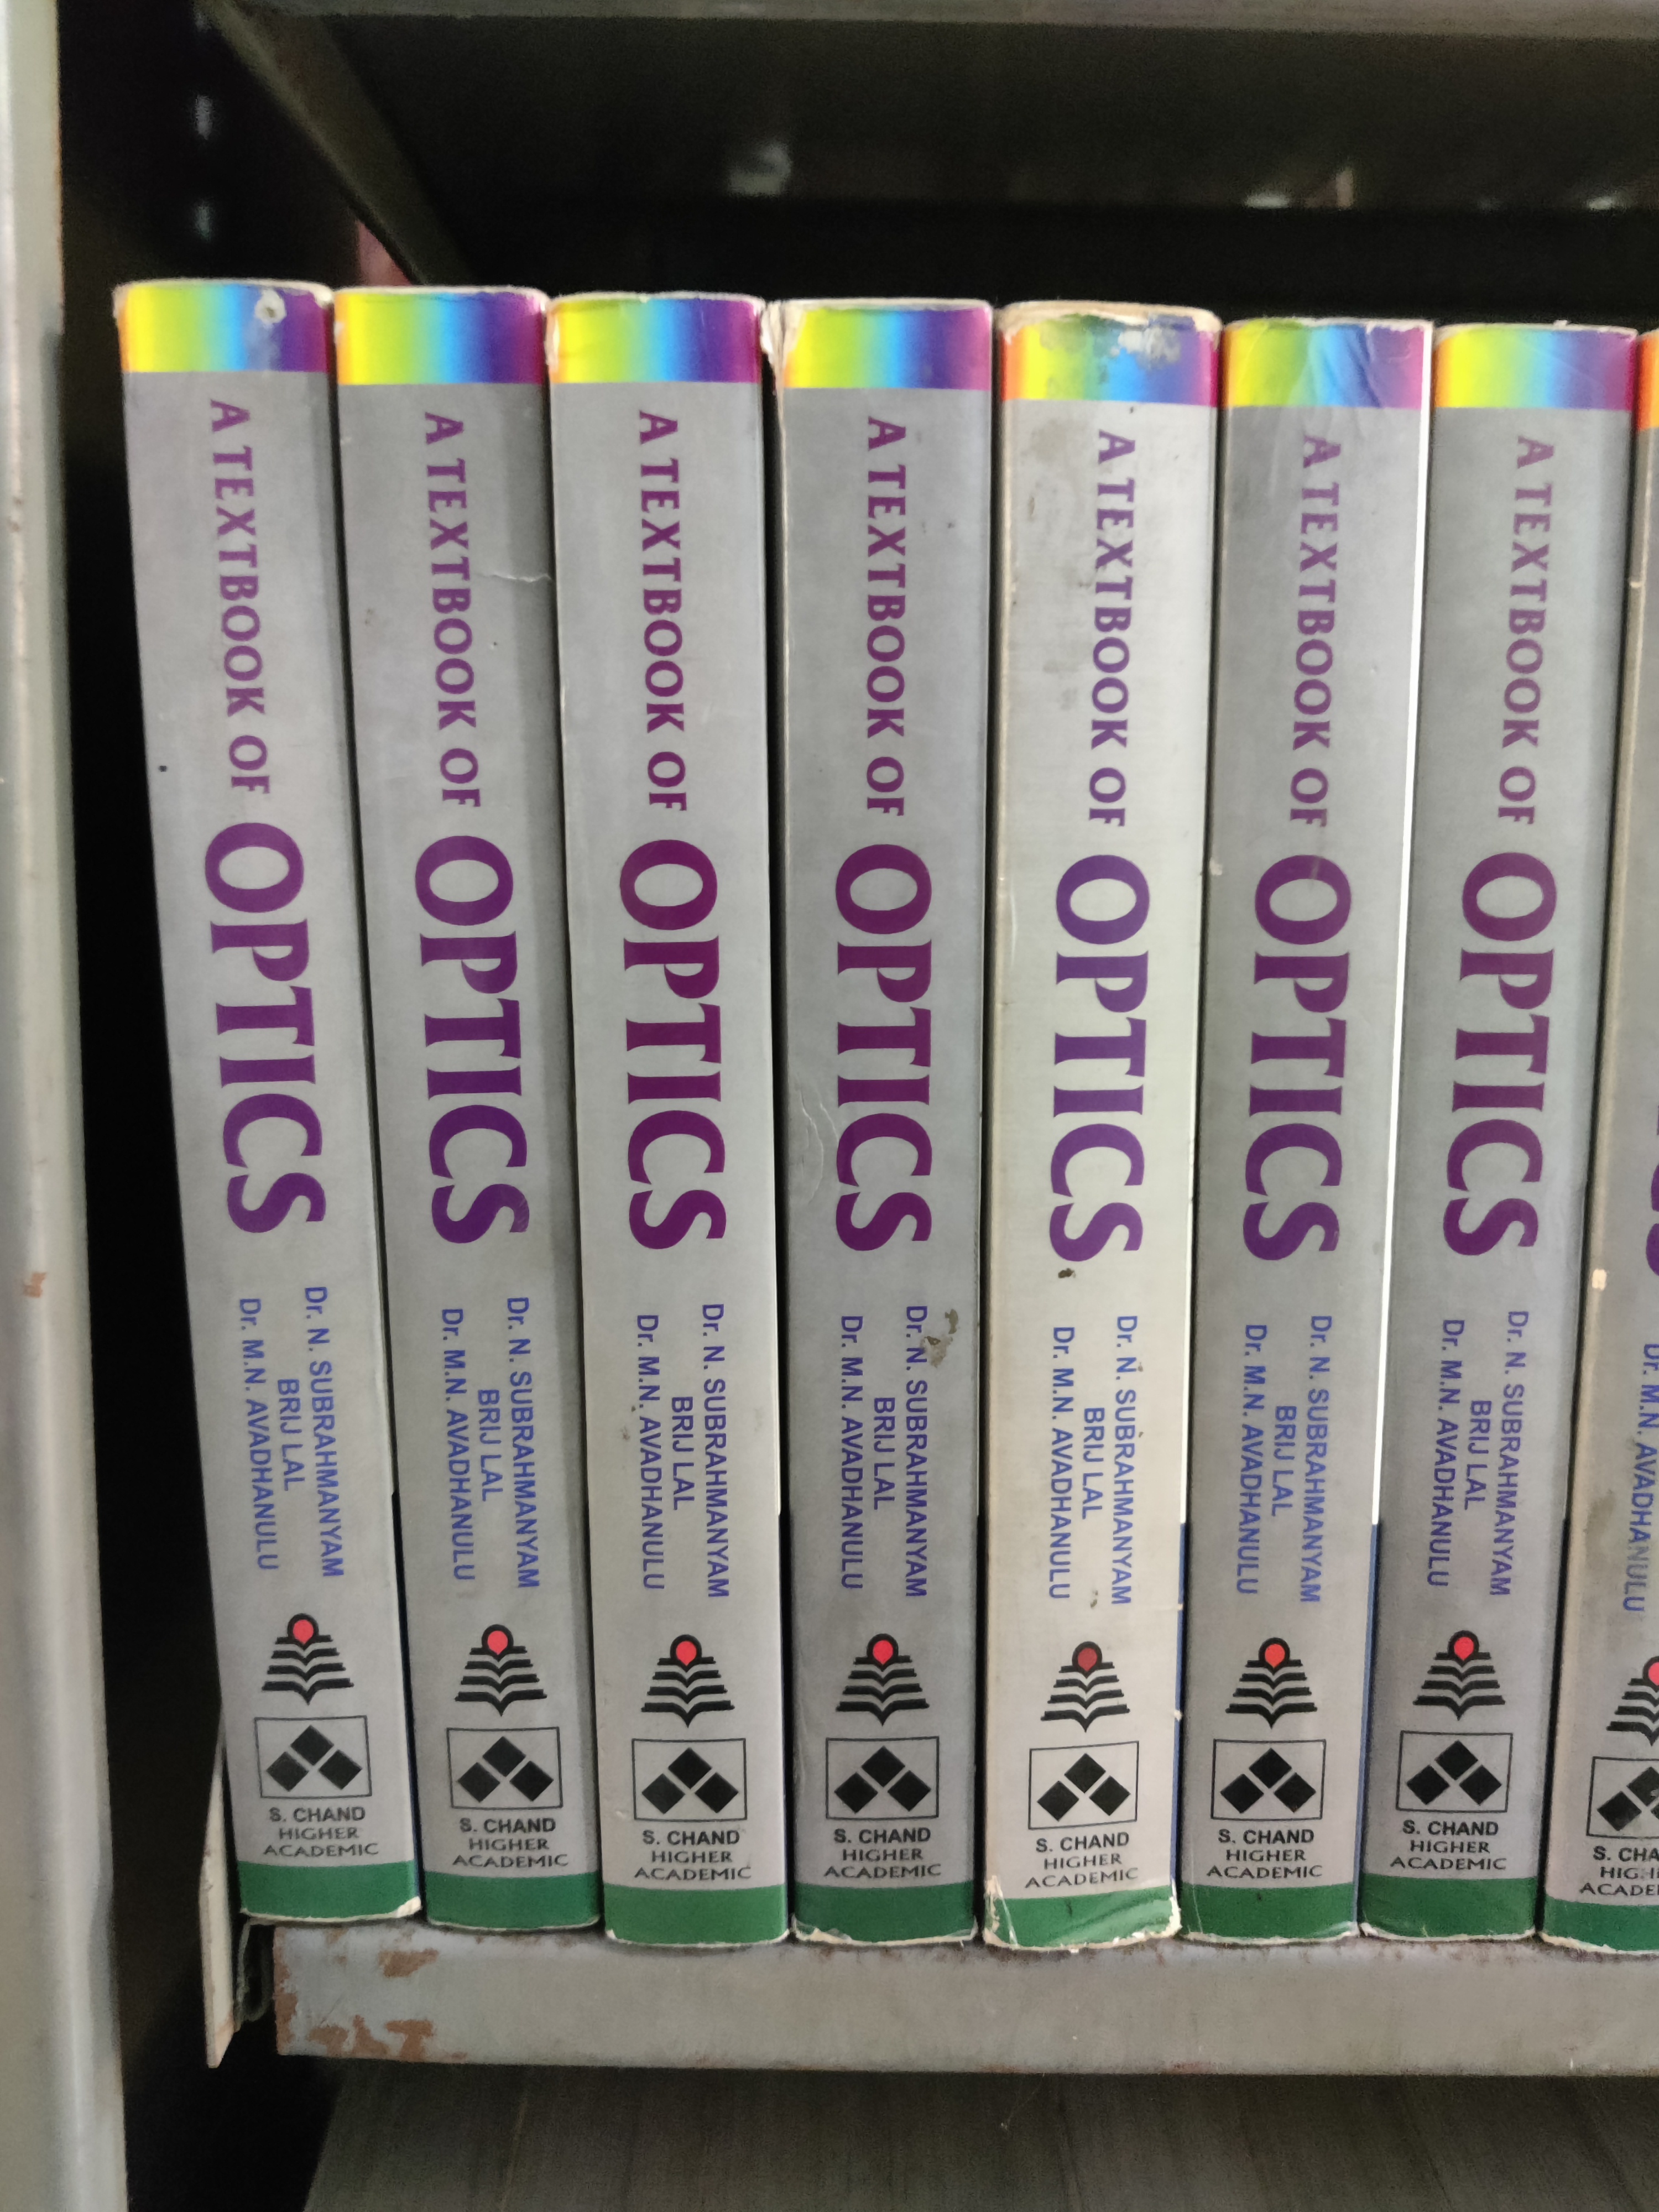 A TEXTBOOK OF OPTICS
Dr. N. SUBRAHMANYAM
BRIJ LAL
Dr. M.N. AVADHANULU
S. CHAND
HIGHER
ACADEMIC
A TEXTBOOK OF OPTICS
Dr. N. SUBRAHMANYAM
BRIJ LAL
Dr. M.N. AVADHANULU
S. CHAND
HIGHER
ACADEMIC
A TEXTBOOK OF OPTICS
Dr. N. SUBRAHMANYAM
BRIJ LAL
Dr. M.N. AVADHANULU
S. CHAND
HIGHER
ACADEMIC
A TEXTBOOK OF OPTICS
Dr. N. SUBRAHMANYAM
BRIJ LAL
Dr. M.N. AVADHANULU
S. CHAND
HIGHER
ACADEMIC
A TEXTBOOK OF OPTICS
Dr. N. SUBRAHMANYAM
BRIJ LAL
Dr. M.N. AVADHANULU
S. CHAND
HIGHER
ACADEMIC
A TEXTBOOK OF OPTICS
Dr. N. SUBRAHMANYAM
BRIJ LAL
Dr. M.N. AVADHANULU
S. CHAND
HIGHER
ACADEMIC
A TEXTBOOK OF OPTICS
Dr. N. SUBRAHMANYAM
BRIJ LAL
Dr. M.N. AVADHANULU
S. CHAND
HIGHER
ACADEMIC
Dr. M.N. AVADHANULU
S.